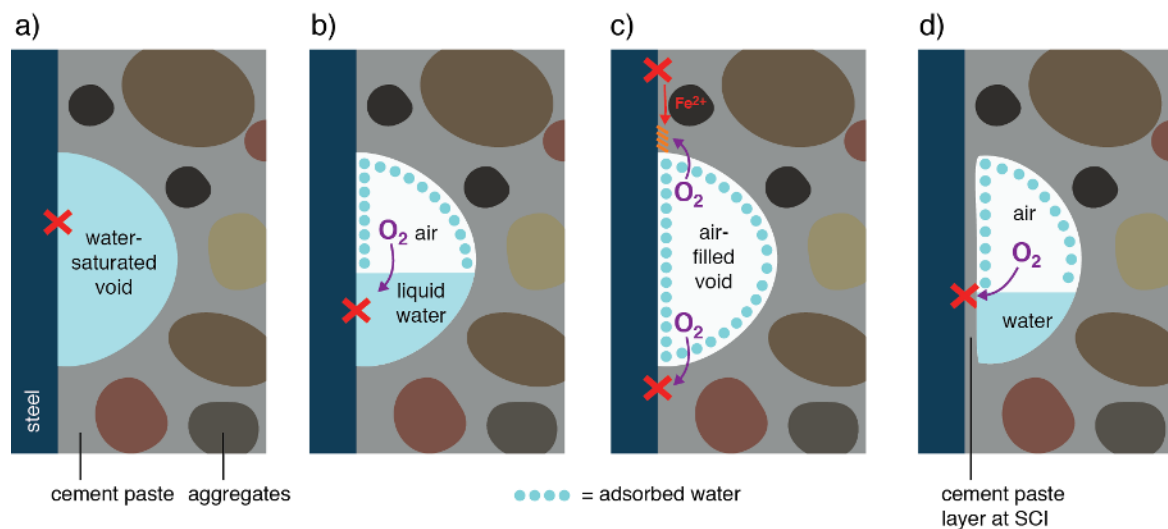 a)
b)
c)
d)
water-
saturated
void
steel
cement paste
aggregates
O₂ air
liquid
water
Fe²⁺
O₂
air-
filled
void
O₂
air
O₂
water
cement paste
layer at SCI
= adsorbed water